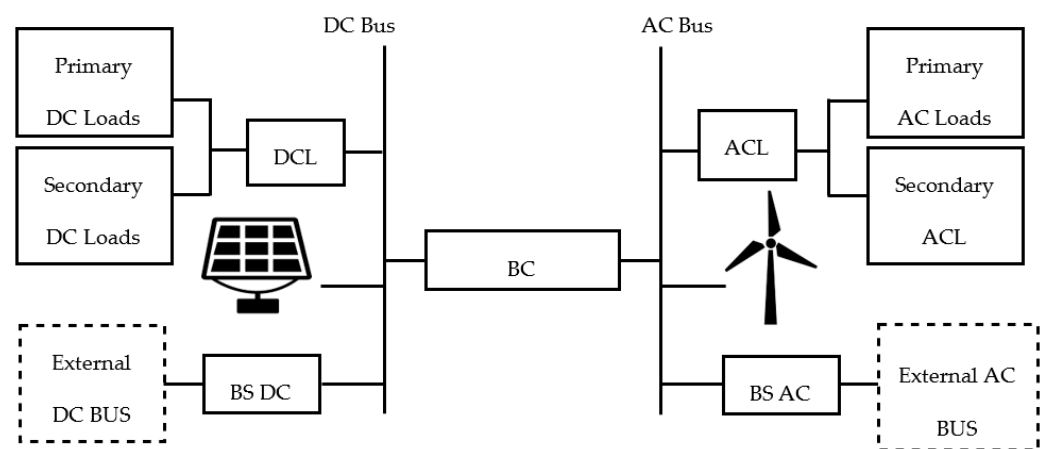 DC Bus
AC Bus
Primary
DC Loads
Primary
AC Loads
DCL
ACL
Secondary
DC Loads
Secondary
ACL
BC
External
DC BUS
BS DC
BS AC
External AC
BUS